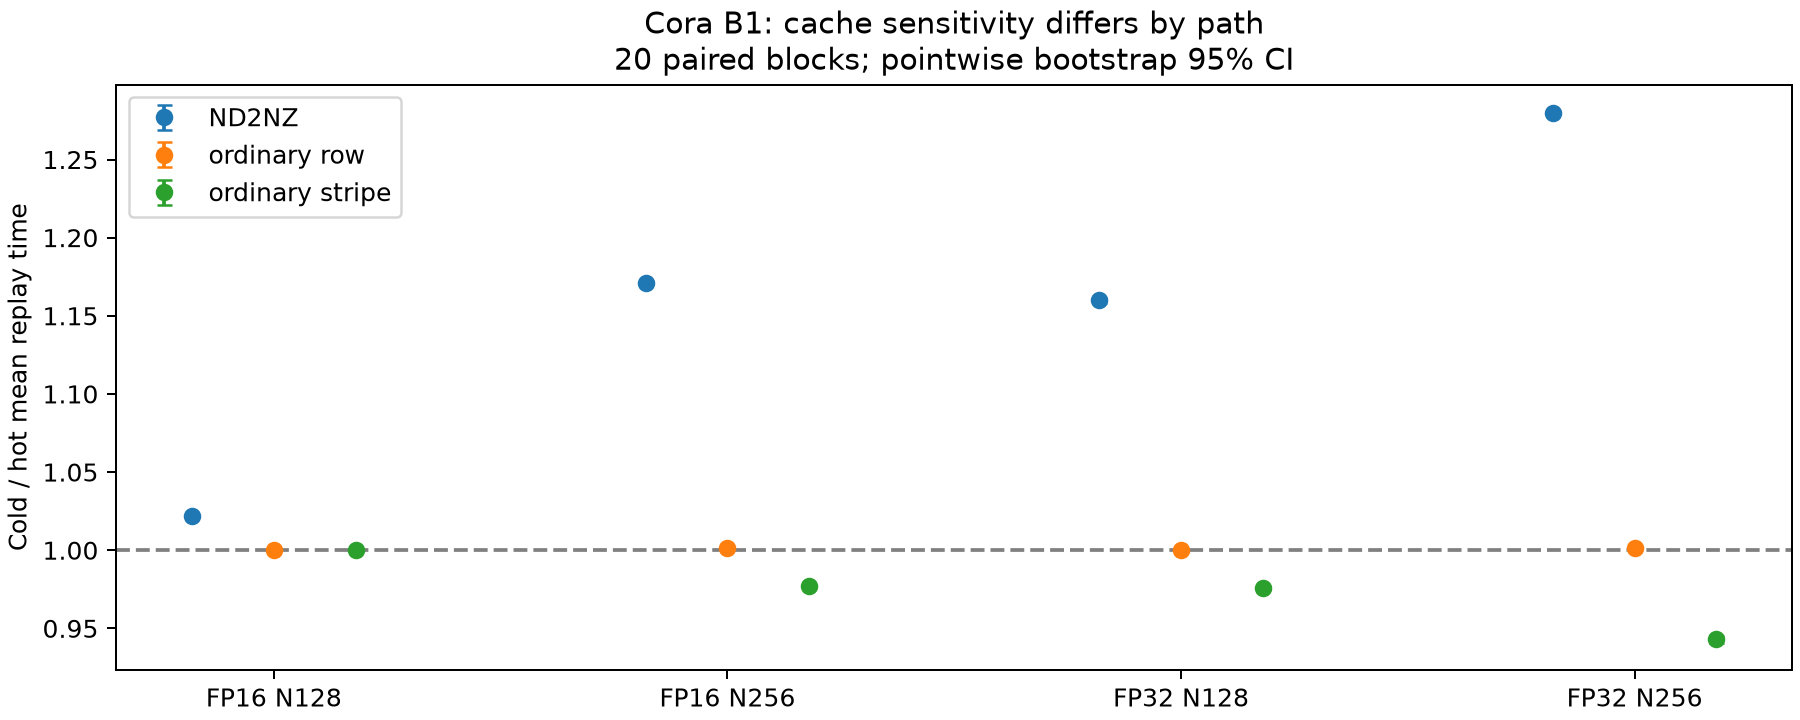 Cora B1: cache sensitivity differs by path
20 paired blocks; pointwise bootstrap 95% CI
ND2NZ
ordinary row
ordinary stripe
Cold / hot mean replay time
1.25
1.20
1.15
1.10
1.05
1.00
0.95
FP16 N128
FP16 N256
FP32 N128
FP32 N256